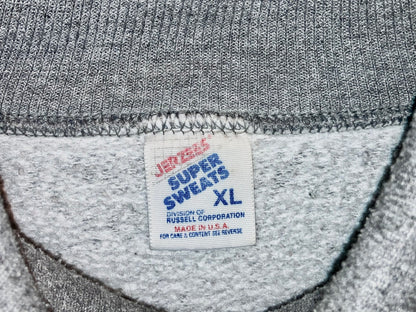 JERZEES
SUPER
SWEATS
XL
DIVISION OF
RUSSELL CORPORATION
MADE IN U.S.A.
FOR CARE & CONTENT SEE REVERSE